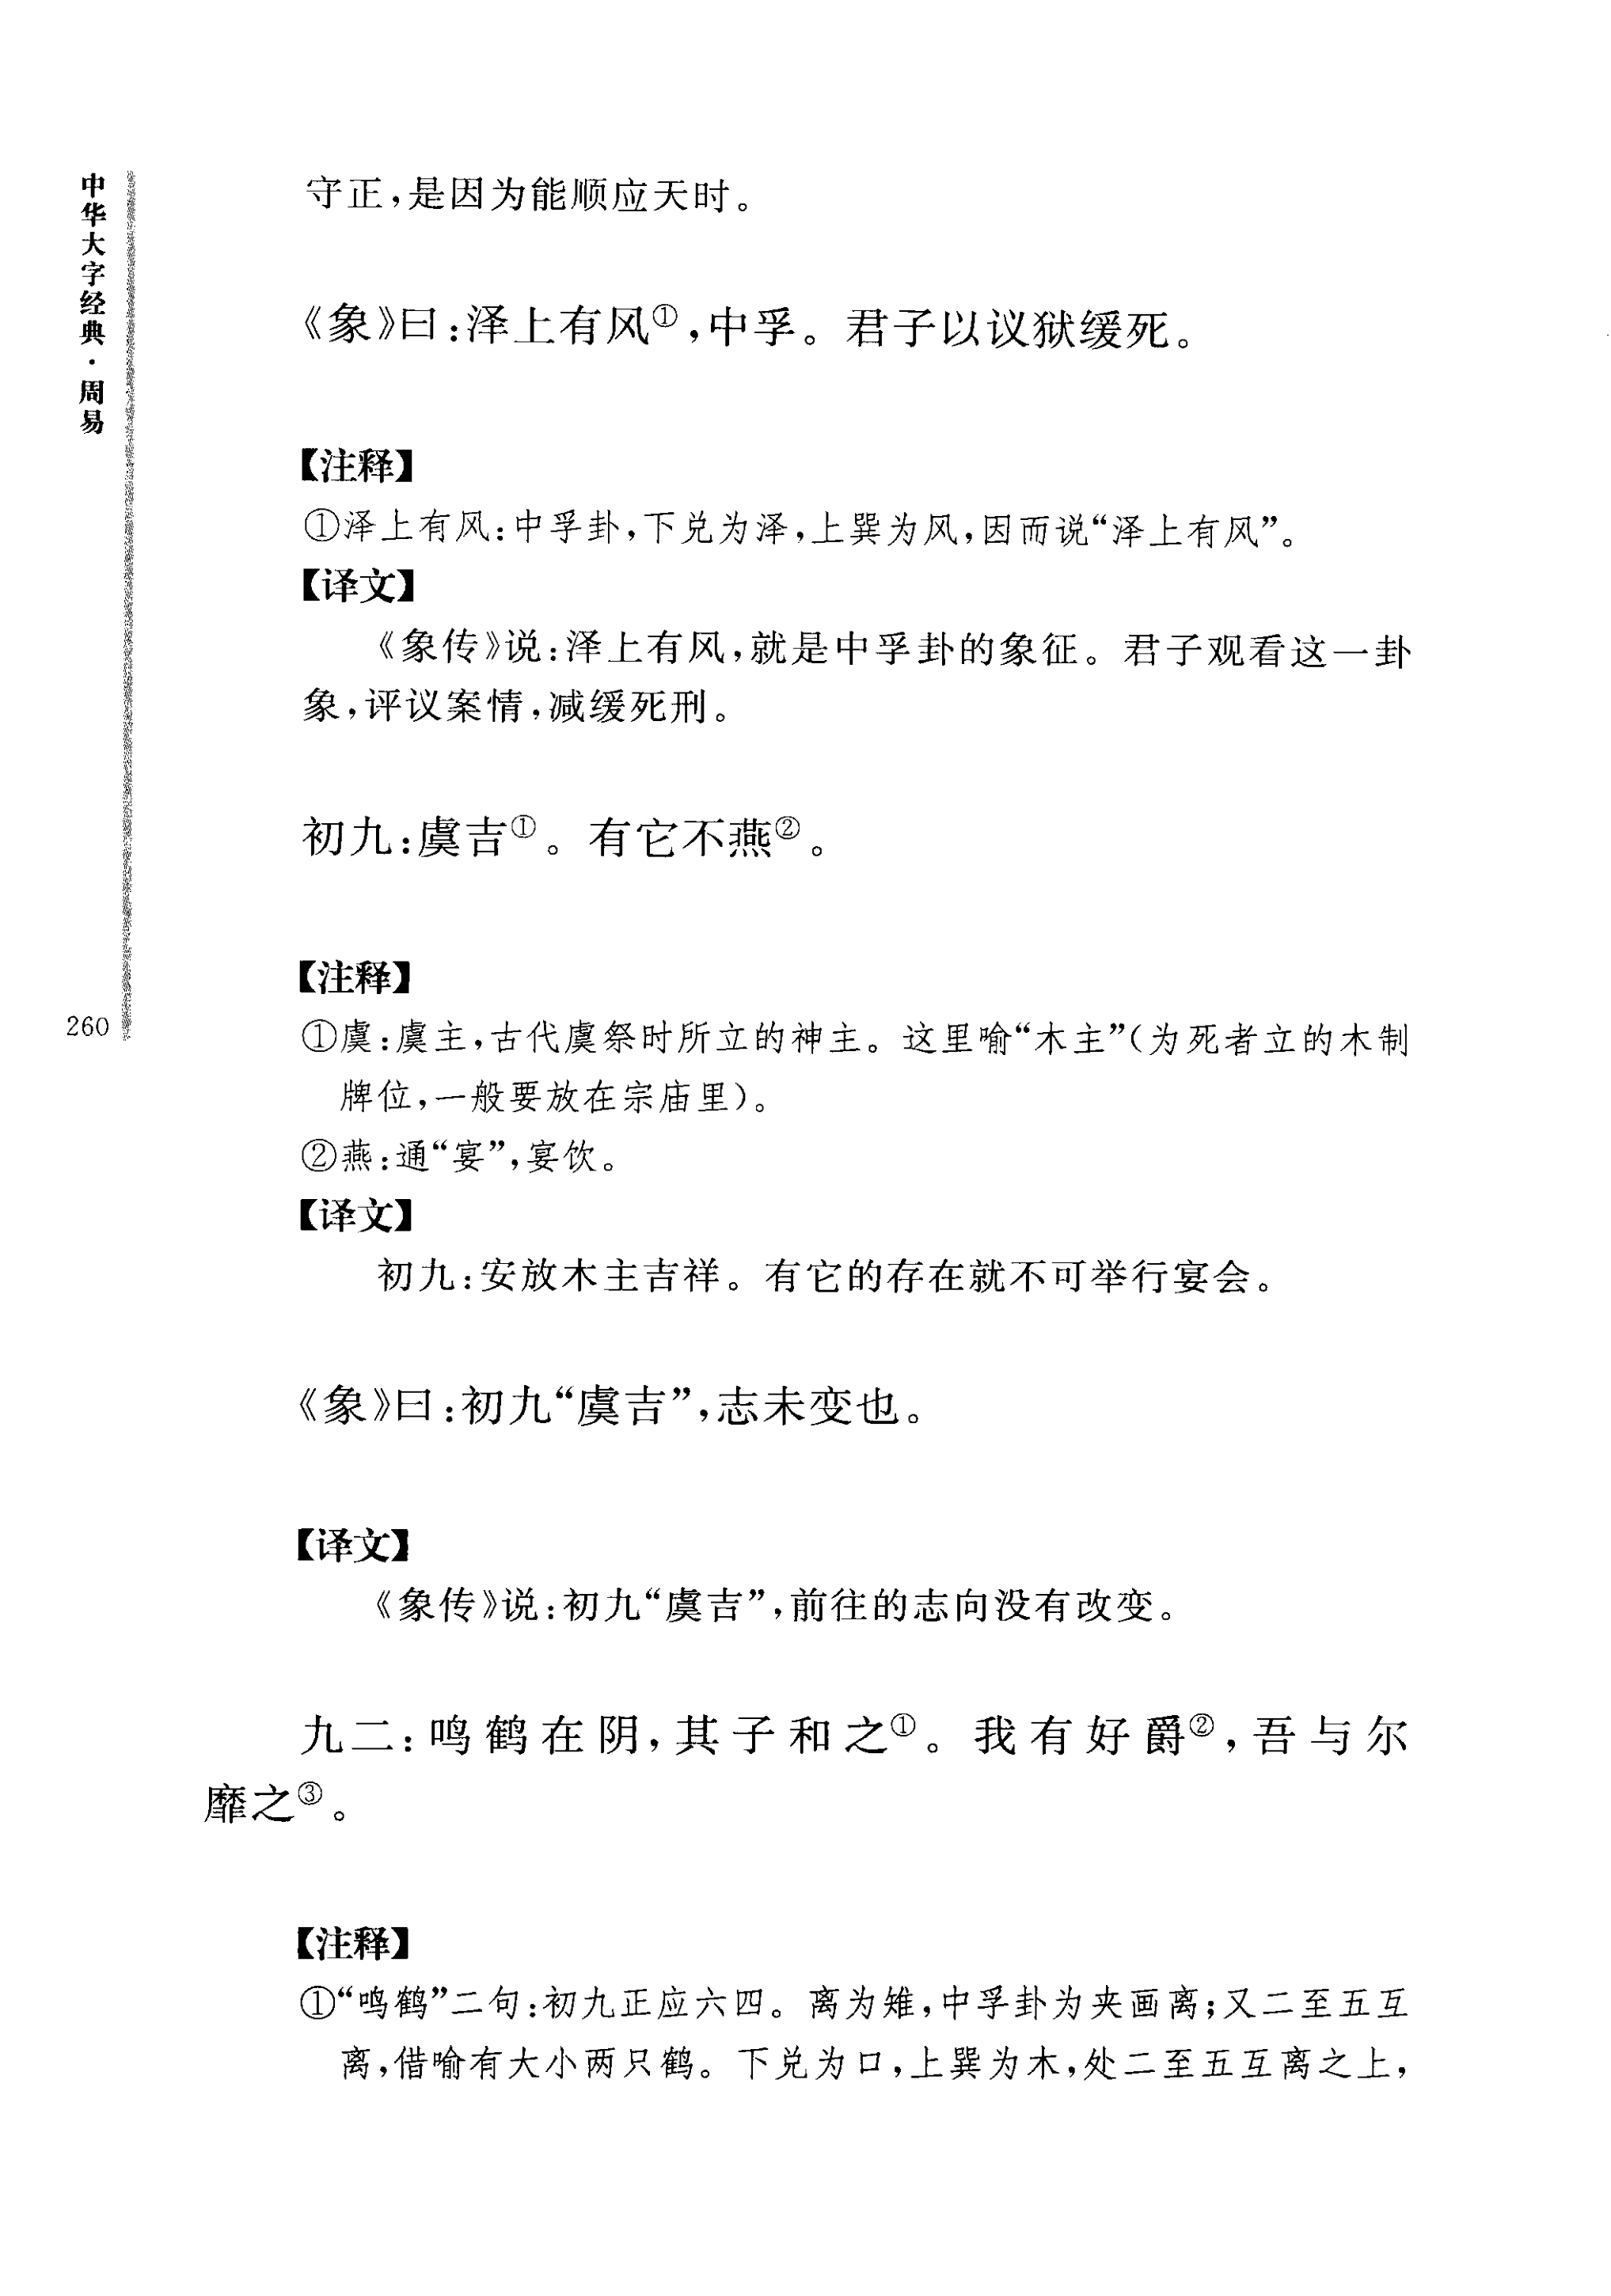 中华大字经典·周易
260
守正，是因为能顺应天时。
《象》曰：泽上有风①，中孚。君子以议狱缓死。
【注释】
①泽上有风：中孚卦，下兑为泽，上巽为风，因而说“泽上有风”。
【译文】
《象传》说：泽上有风，就是中孚卦的象征。君子观看这一卦
象，评议案情，减缓死刑。
初九：虞吉①。有它不燕②。
【注释】
①虞：虞主，古代虞祭时所立的神主。这里喻“木主”（为死者立的木制
牌位，一般要放在宗庙里）。
②燕：通“宴”，宴饮。
【译文】
初九：安放木主吉祥。有它的存在就不可举行宴会。
《象》曰：初九“虞吉”，志未变也。
【译文】
《象传》说：初九“虞吉”，前往的志向没有改变。
九二：鸣鹤在阴，其子和之①。我有好爵②，吾与尔
靡之③。
【注释】
①“鸣鹤”二句：初九正应六四。离为雉，中孚卦为夹画离；又二至五互
离，借喻有大小两只鹤。下兑为口，上巽为木，处二至五互离之上，